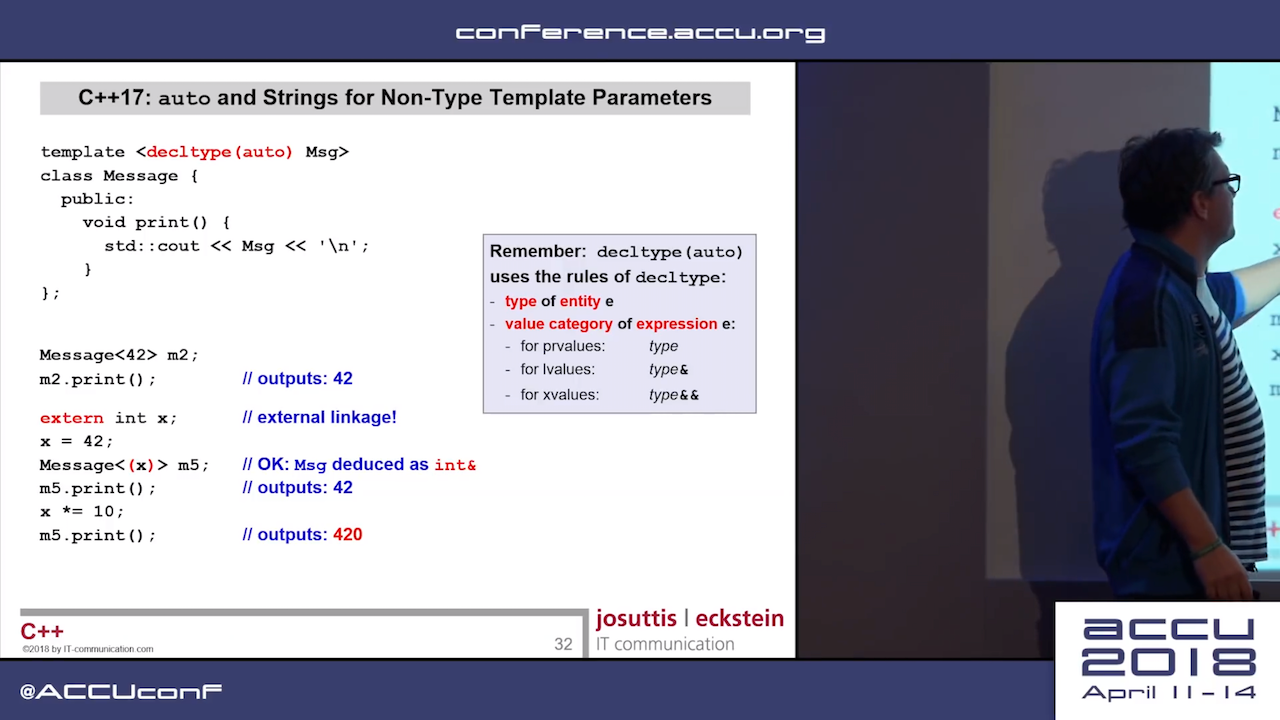 conference.accu.org
C++17: auto and Strings for Non-Type Template Parameters
template <decltype(auto) Msg>
class Message {
public:
void print() {
std::cout << Msg << '\n';
}
};
Remember: decltype(auto)
uses the rules of decltype:
- type of entity e
- value category of expression e:
- for prvalues: type
- for lvalues: type&
- for xvalues: type&&
Message<42> m2;
m2.print(); // outputs: 42
extern int x; // external linkage!
x = 42;
Message<(x)> m5; // OK: Msg deduced as int&
m5.print(); // outputs: 42
x *= 10;
m5.print(); // outputs: 420
C++
©2018 by IT-communication.com
32
josuttis | eckstein
IT communication
accu
2018
April 11-14
@ACCUconf